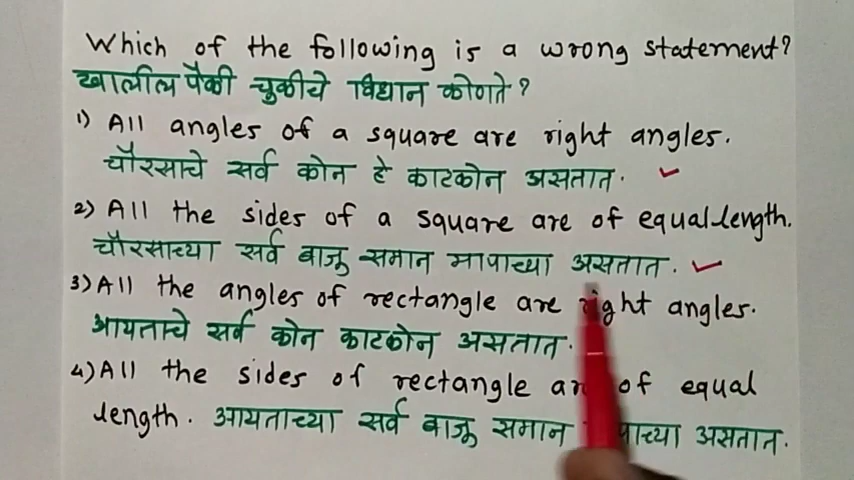 Which of the following is a wrong statement?
खालील पैकी चुकीचे विधान कोणते?
1) All angles of a square are right angles.
चौरसाचे सर्व कोन हे काटकोन असतात.
2) All the sides of a square are of equal length.
चौरसाच्या सर्व बाजू समान मापाच्या असतात.
3) All the angles of rectangle are right angles.
आयताचे सर्व कोन काटकोन असतात.
4) All the sides of rectangle of equal
length. आयताच्या सर्व बाजू समान असतात.